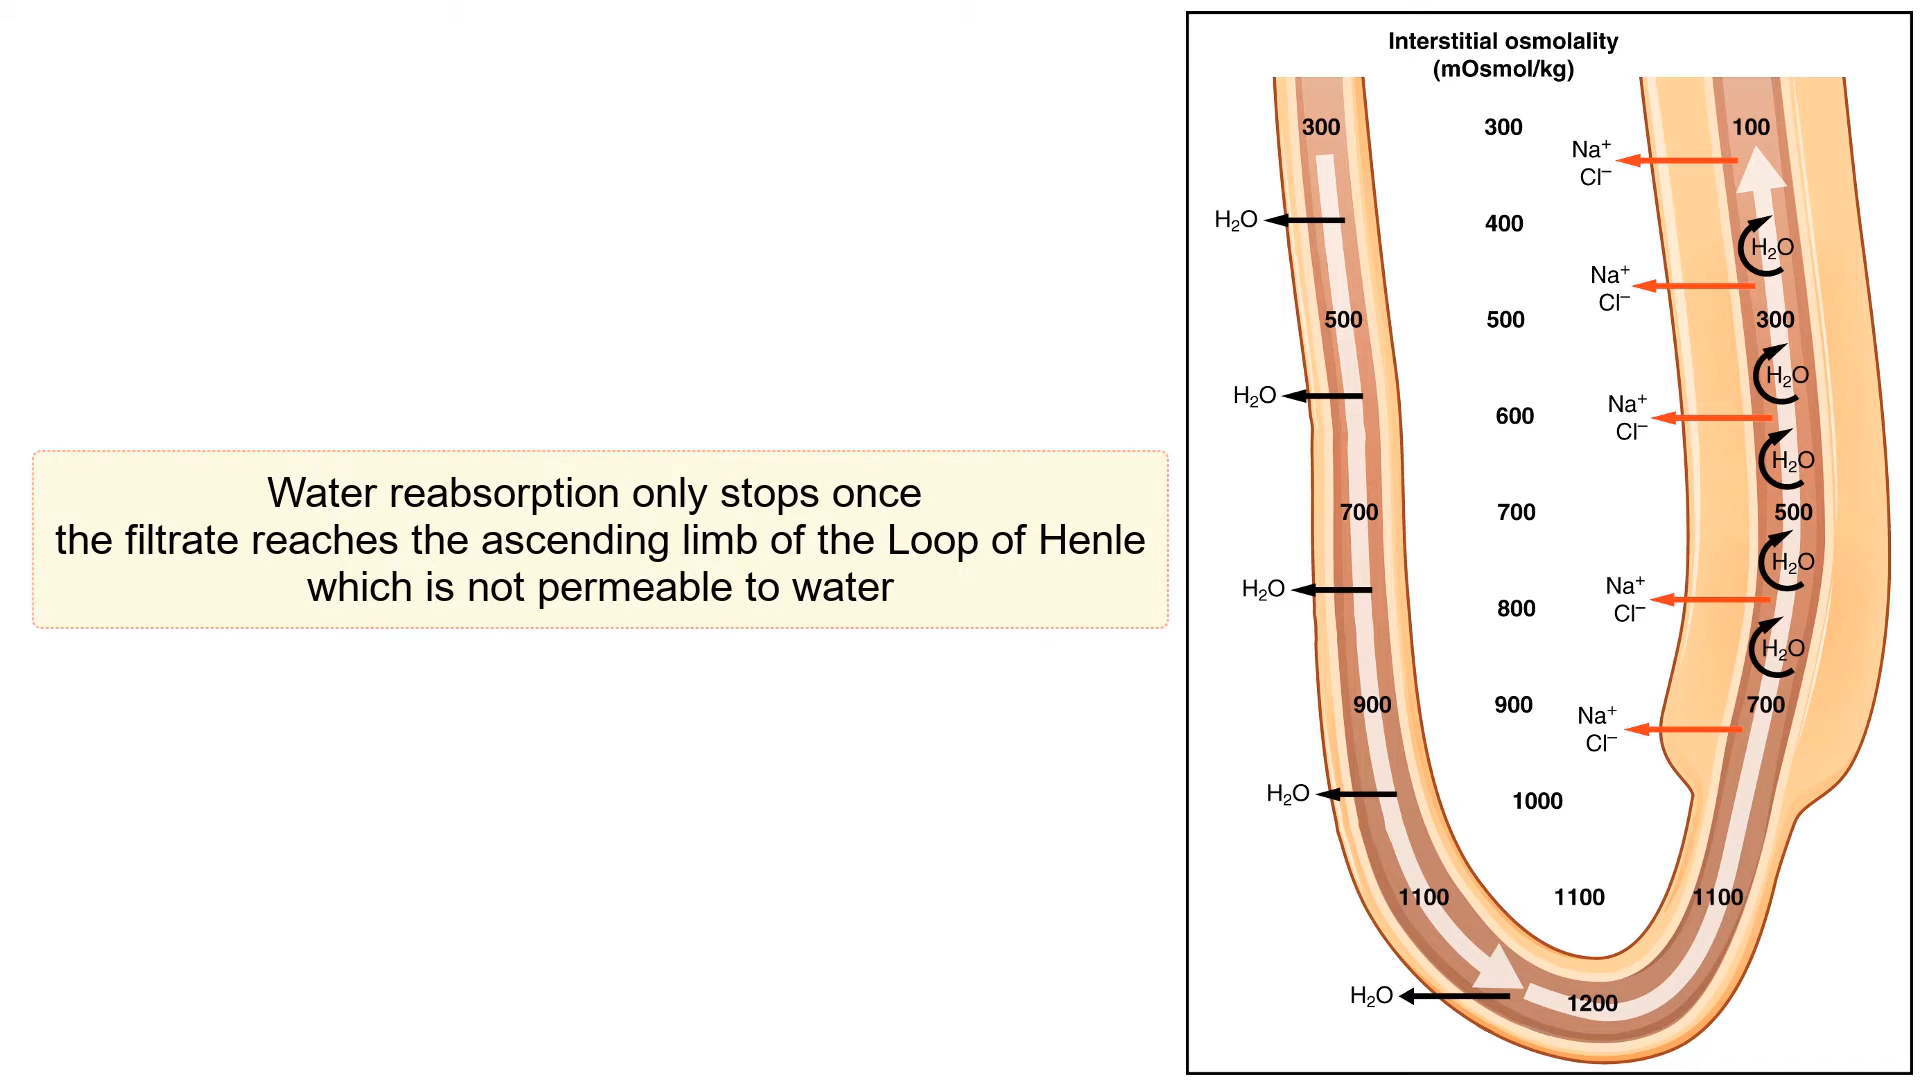 Water reabsorption only stops once
the filtrate reaches the ascending limb of the Loop of Henle
which is not permeable to water
Interstitial osmolality
(mOsmol/kg)
300 300 100
Na⁺
Cl⁻
H₂O 400 H₂O
Na⁺
Cl⁻
500 500 300
H₂O H₂O
600 Na⁺
Cl⁻
H₂O
700 700 500
H₂O
H₂O 800 Na⁺
Cl⁻
H₂O
900 900 700
Na⁺
Cl⁻
H₂O 1000
1100 1100 1100
H₂O 1200